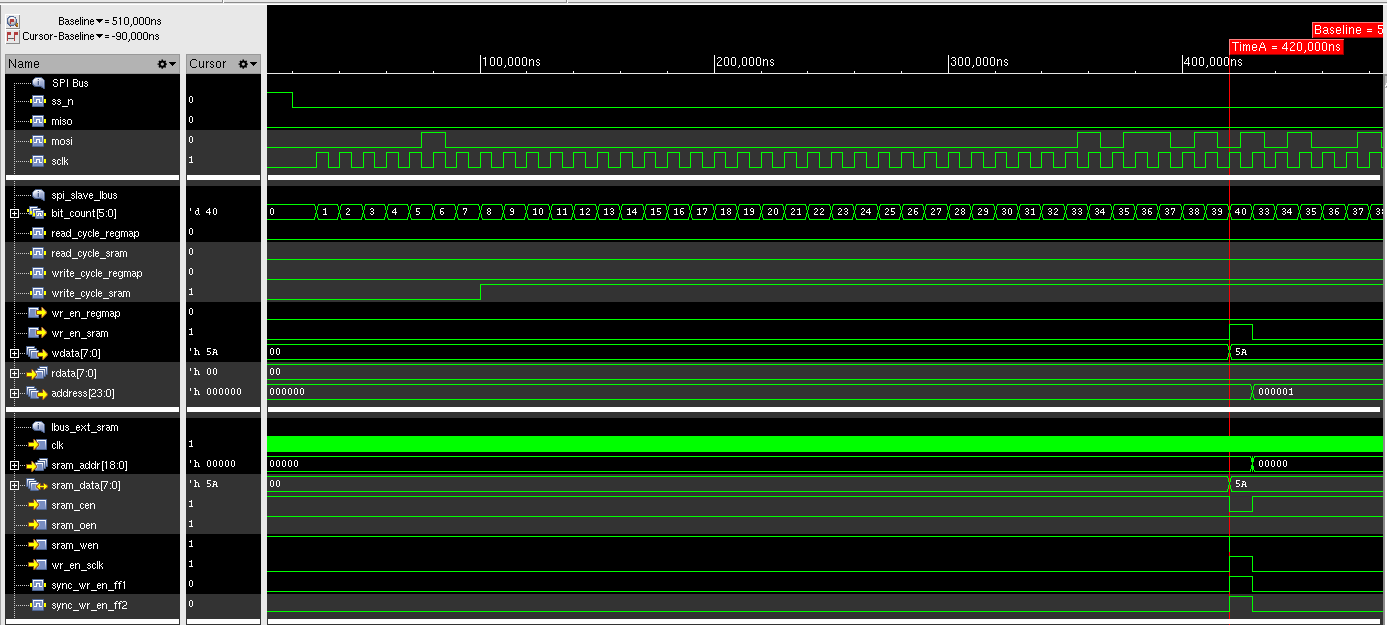 Baseline▾= 510,000ns
Cursor-Baseline▾= -90,000ns
Baseline = 5
TimeA = 420,000ns
Name Cursor 100,000ns 200,000ns 300,000ns 400,000ns
SPI Bus
ss_n 0
miso 0
mosi 0
sclk 1
spi_slave_lbus
bit_count[5:0] 'd 40 0 1 2 3 4 5 6 7 8 9 10 11 12 13 14 15 16 17 18 19 20 21 22 23 24 25 26 27 28 29 30 31 32 33 34 35 36 37 38 39 40 33 34 35 36 37 38
read_cycle_regmap 0
read_cycle_sram 0
write_cycle_regmap 0
write_cycle_sram 1
wr_en_regmap 0
wr_en_sram 1
wdata[7:0] 'h 5A 00 5A
rdata[7:0] 'h 00 00
address[23:0] 'h 000000 000000 000001
lbus_ext_sram
clk 1
sram_addr[18:0] 'h 00000 00000 00000
sram_data[7:0] 'h 5A 00 5A
sram_cen 1
sram_oen 1
sram_wen 1
wr_en_sclk 1
sync_wr_en_ff1 0
sync_wr_en_ff2 0